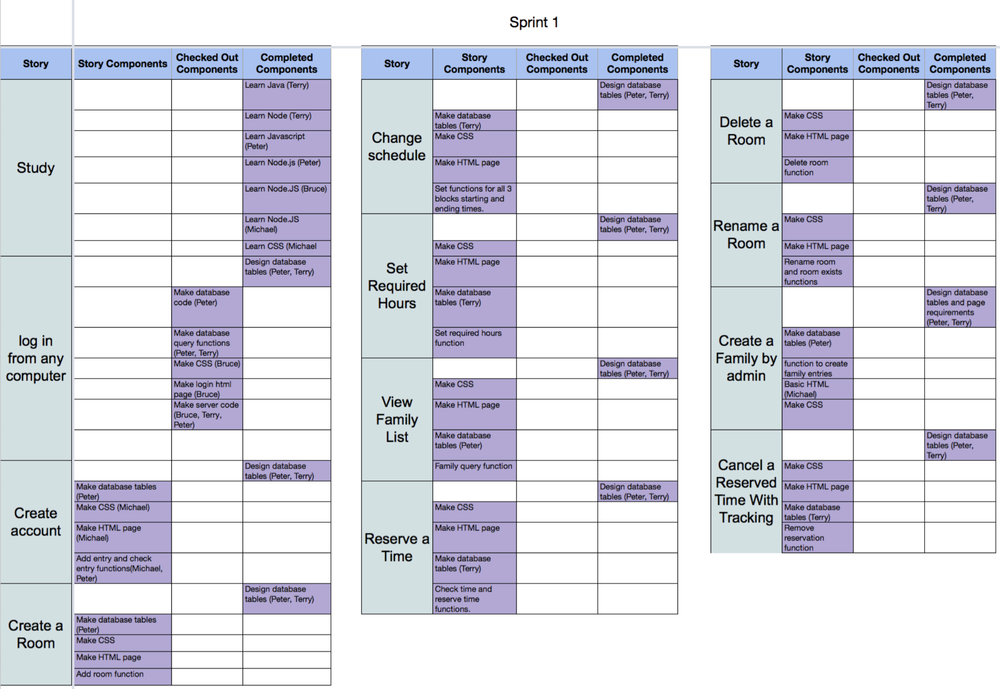 Sprint 1
Story
Story Components
Checked Out
Components
Completed
Components
Study
Learn Java (Terry)
Learn Node (Terry)
Learn Javascript
(Peter)
Learn Node.js (Peter)
Learn Node.JS (Bruce)
Learn Node.JS
(Michael)
Learn CSS (Michael
log in
from any
computer
Design database
tables (Peter, Terry)
Make database
code (Peter)
Make database
query functions
(Peter, Terry)
Make CSS (Bruce)
Make login html
page (Bruce)
Make server code
(Bruce, Terry,
Peter)
Create
account
Design database
tables (Peter, Terry)
Make database tables
(Peter)
Make CSS (Michael)
Make HTML page
(Michael)
Add entry and check
entry functions(Michael,
Peter)
Create a
Room
Design database
tables (Peter, Terry)
Make database tables
(Peter)
Make CSS
Make HTML page
Add room function
Story
Story
Components
Checked Out
Components
Completed
Components
Change
schedule
Design database
tables (Peter, Terry)
Make database
tables (Terry)
Make CSS
Make HTML page
Set functions for all 3
blocks starting and
ending times.
Set
Required
Hours
Design database
tables (Peter, Terry)
Make CSS
Make HTML page
Make database
tables (Terry)
Set required hours
function
View
Family
List
Design database
tables (Peter, Terry)
Make CSS
Make HTML page
Make database
tables (Peter)
Family query function
Reserve a
Time
Design database
tables (Peter, Terry)
Make CSS
Make HTML page
Make database
tables (Terry)
Check time and
reserve time
functions.
Story
Story
Components
Checked Out
Components
Completed
Components
Delete a
Room
Design database
tables (Peter,
Terry)
Make CSS
Make HTML page
Delete room
function
Rename a
Room
Design database
tables (Peter,
Terry)
Make CSS
Make HTML page
Rename room
and room exists
functions
Create a
Family by
admin
Design database
tables and page
requirements
(Peter, Terry)
Make database
tables (Peter)
function to create
family entries
Basic HTML
(Michael)
Make CSS
Cancel a
Reserved
Time With
Tracking
Design database
tables (Peter,
Terry)
Make CSS
Make HTML page
Make database
tables (Terry)
Remove
reservation
function